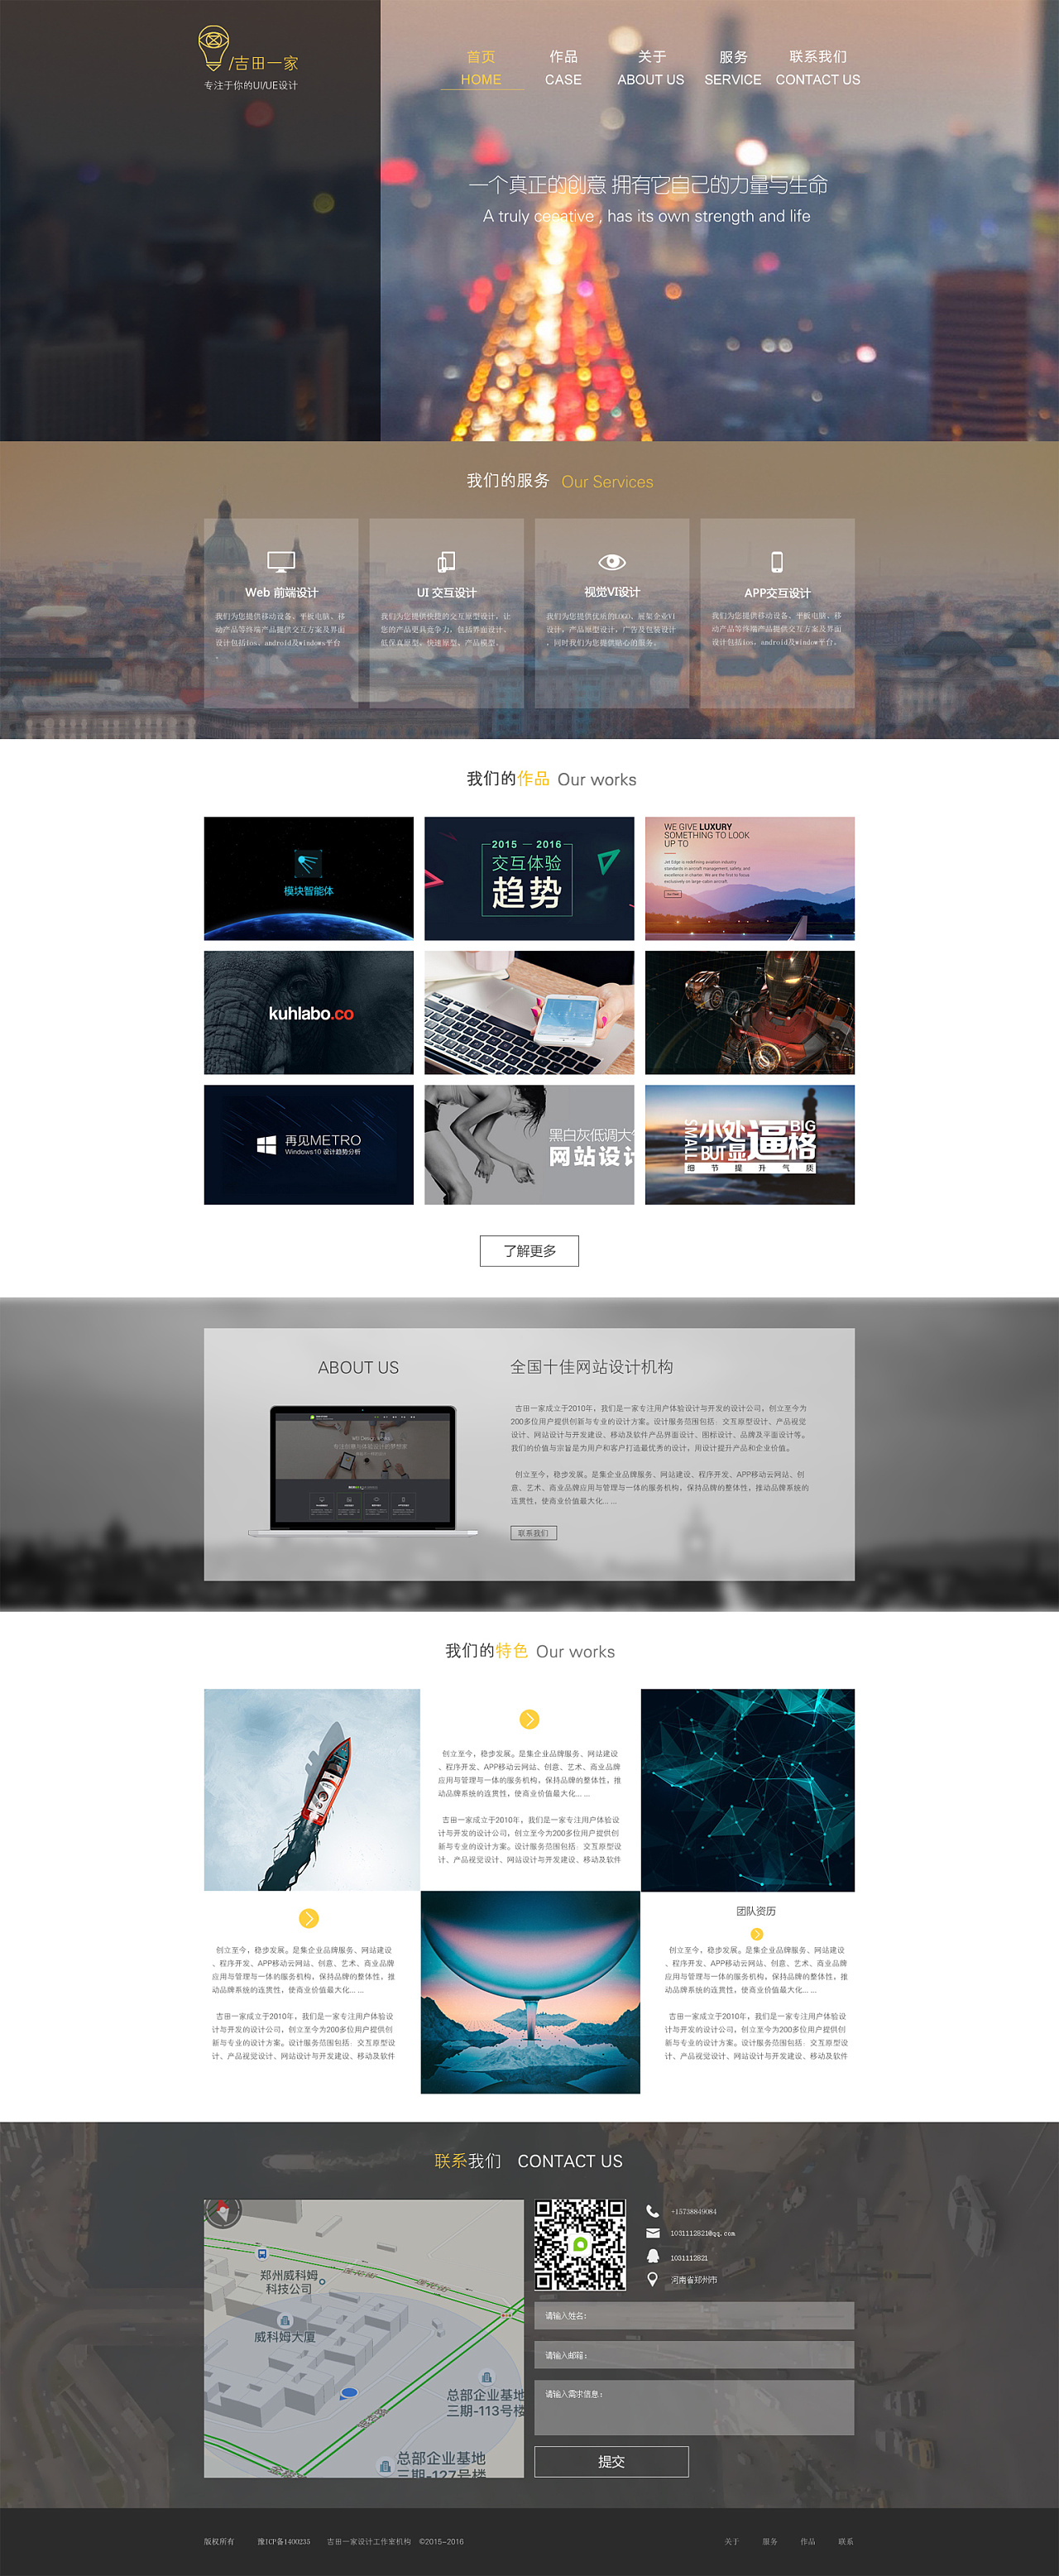 /吉田一家
专注于你的UI/UE设计
首页 作品 关于 服务 联系我们
HOME CASE ABOUT US SERVICE CONTACT US
一个真正的创意 拥有它自己的力量与生命
A truly ceeative , has its own strength and life
我们的服务 Our Services
Web 前端设计
我们为您提供移动设备、平板电脑、移
动产品等终端产品提供交互方案及界面
设计包括ios、android及windows平台
。
UI 交互设计
我们为您提供快捷的交互原型设计，让
您的产品更具竞争力，包括界面设计、
低保真原型、快速原型，产品模型。
视觉VI设计
我们为您提供优质的LOGO、展架企业VI
设计，产品原型设计，广告及包装设计
，同时我们为您提供贴心的服务。
APP交互设计
我们为您提供移动设备、平板电脑、移
动产品等终端产品提供交互方案及界面
设计包括ios、android及window平台。
我们的作品 Our works
模块智能体
2015 — 2016
交互体验
趋势
WE GIVE LUXURY
SOMETHING TO LOOK
UP TO
Jet Edge is redefining aviation industry
standards in aircraft management, safety, and
excellence in charter. We are the first to focus
exclusively on large-cabin aircraft.
kuhlabo.co
再见METRO
Windows10 设计趋势分析
黑白灰低调大气
网站设计
SMALL BUT 小处显逼格 BIG
细节提升气质
了解更多
ABOUT US
全国十佳网站设计机构
吉田一家成立于2010年，我们是一家专注用户体验设计与开发的设计公司，创立至今为
200多位用户提供创新与专业的设计方案。设计服务范围包括：交互原型设计、产品视觉
设计、网站设计与开发建设、移动及软件产品界面设计、图标设计、品牌及平面设计等。
我们的价值与宗旨是为用户和客户打造最优秀的设计，用设计提升产品和企业价值。
创立至今，稳步发展。是集企业品牌服务、网站建设、程序开发、APP移动云网站、创
意、艺术、商业品牌应用与管理与一体的服务机构，保持品牌的整体性，推动品牌系统的
连贯性，使商业价值最大化... ...
联系我们
我们的特色 Our works
创立至今，稳步发展。是集企业品牌服务、网站建设
、程序开发、APP移动云网站、创意、艺术、商业品牌
应用与管理与一体的服务机构，保持品牌的整体性，推
动品牌系统的连贯性，使商业价值最大化... ...
吉田一家成立于2010年，我们是一家专注用户体验设
计与开发的设计公司，创立至今为200多位用户提供创
新与专业的设计方案。设计服务范围包括：交互原型设
计、产品视觉设计、网站设计与开发建设、移动及软件
创立至今，稳步发展。是集企业品牌服务、网站建设
、程序开发、APP移动云网站、创意、艺术、商业品牌
应用与管理与一体的服务机构，保持品牌的整体性，推
动品牌系统的连贯性，使商业价值最大化... ...
吉田一家成立于2010年，我们是一家专注用户体验设
计与开发的设计公司，创立至今为200多位用户提供创
新与专业的设计方案。设计服务范围包括：交互原型设
计、产品视觉设计、网站设计与开发建设、移动及软件
团队资历
创立至今，稳步发展。是集企业品牌服务、网站建设
、程序开发、APP移动云网站、创意、艺术、商业品牌
应用与管理与一体的服务机构，保持品牌的整体性，推
动品牌系统的连贯性，使商业价值最大化... ...
吉田一家成立于2010年，我们是一家专注用户体验设
计与开发的设计公司，创立至今为200多位用户提供创
新与专业的设计方案。设计服务范围包括：交互原型设
计、产品视觉设计、网站设计与开发建设、移动及软件
联系我们 CONTACT US
郑州威科姆
科技公司
威科姆大厦
总部企业基地
三期-113号楼
总部企业基地
三期-127号楼
+15738849084
1031112821@qq.com
1031112821
河南省郑州市
请输入姓名：
请输入邮箱：
请输入需求信息：
提交
版权所有 豫ICP备1400235 吉田一家设计工作室机构 ©2015-2016
关于 服务 作品 联系